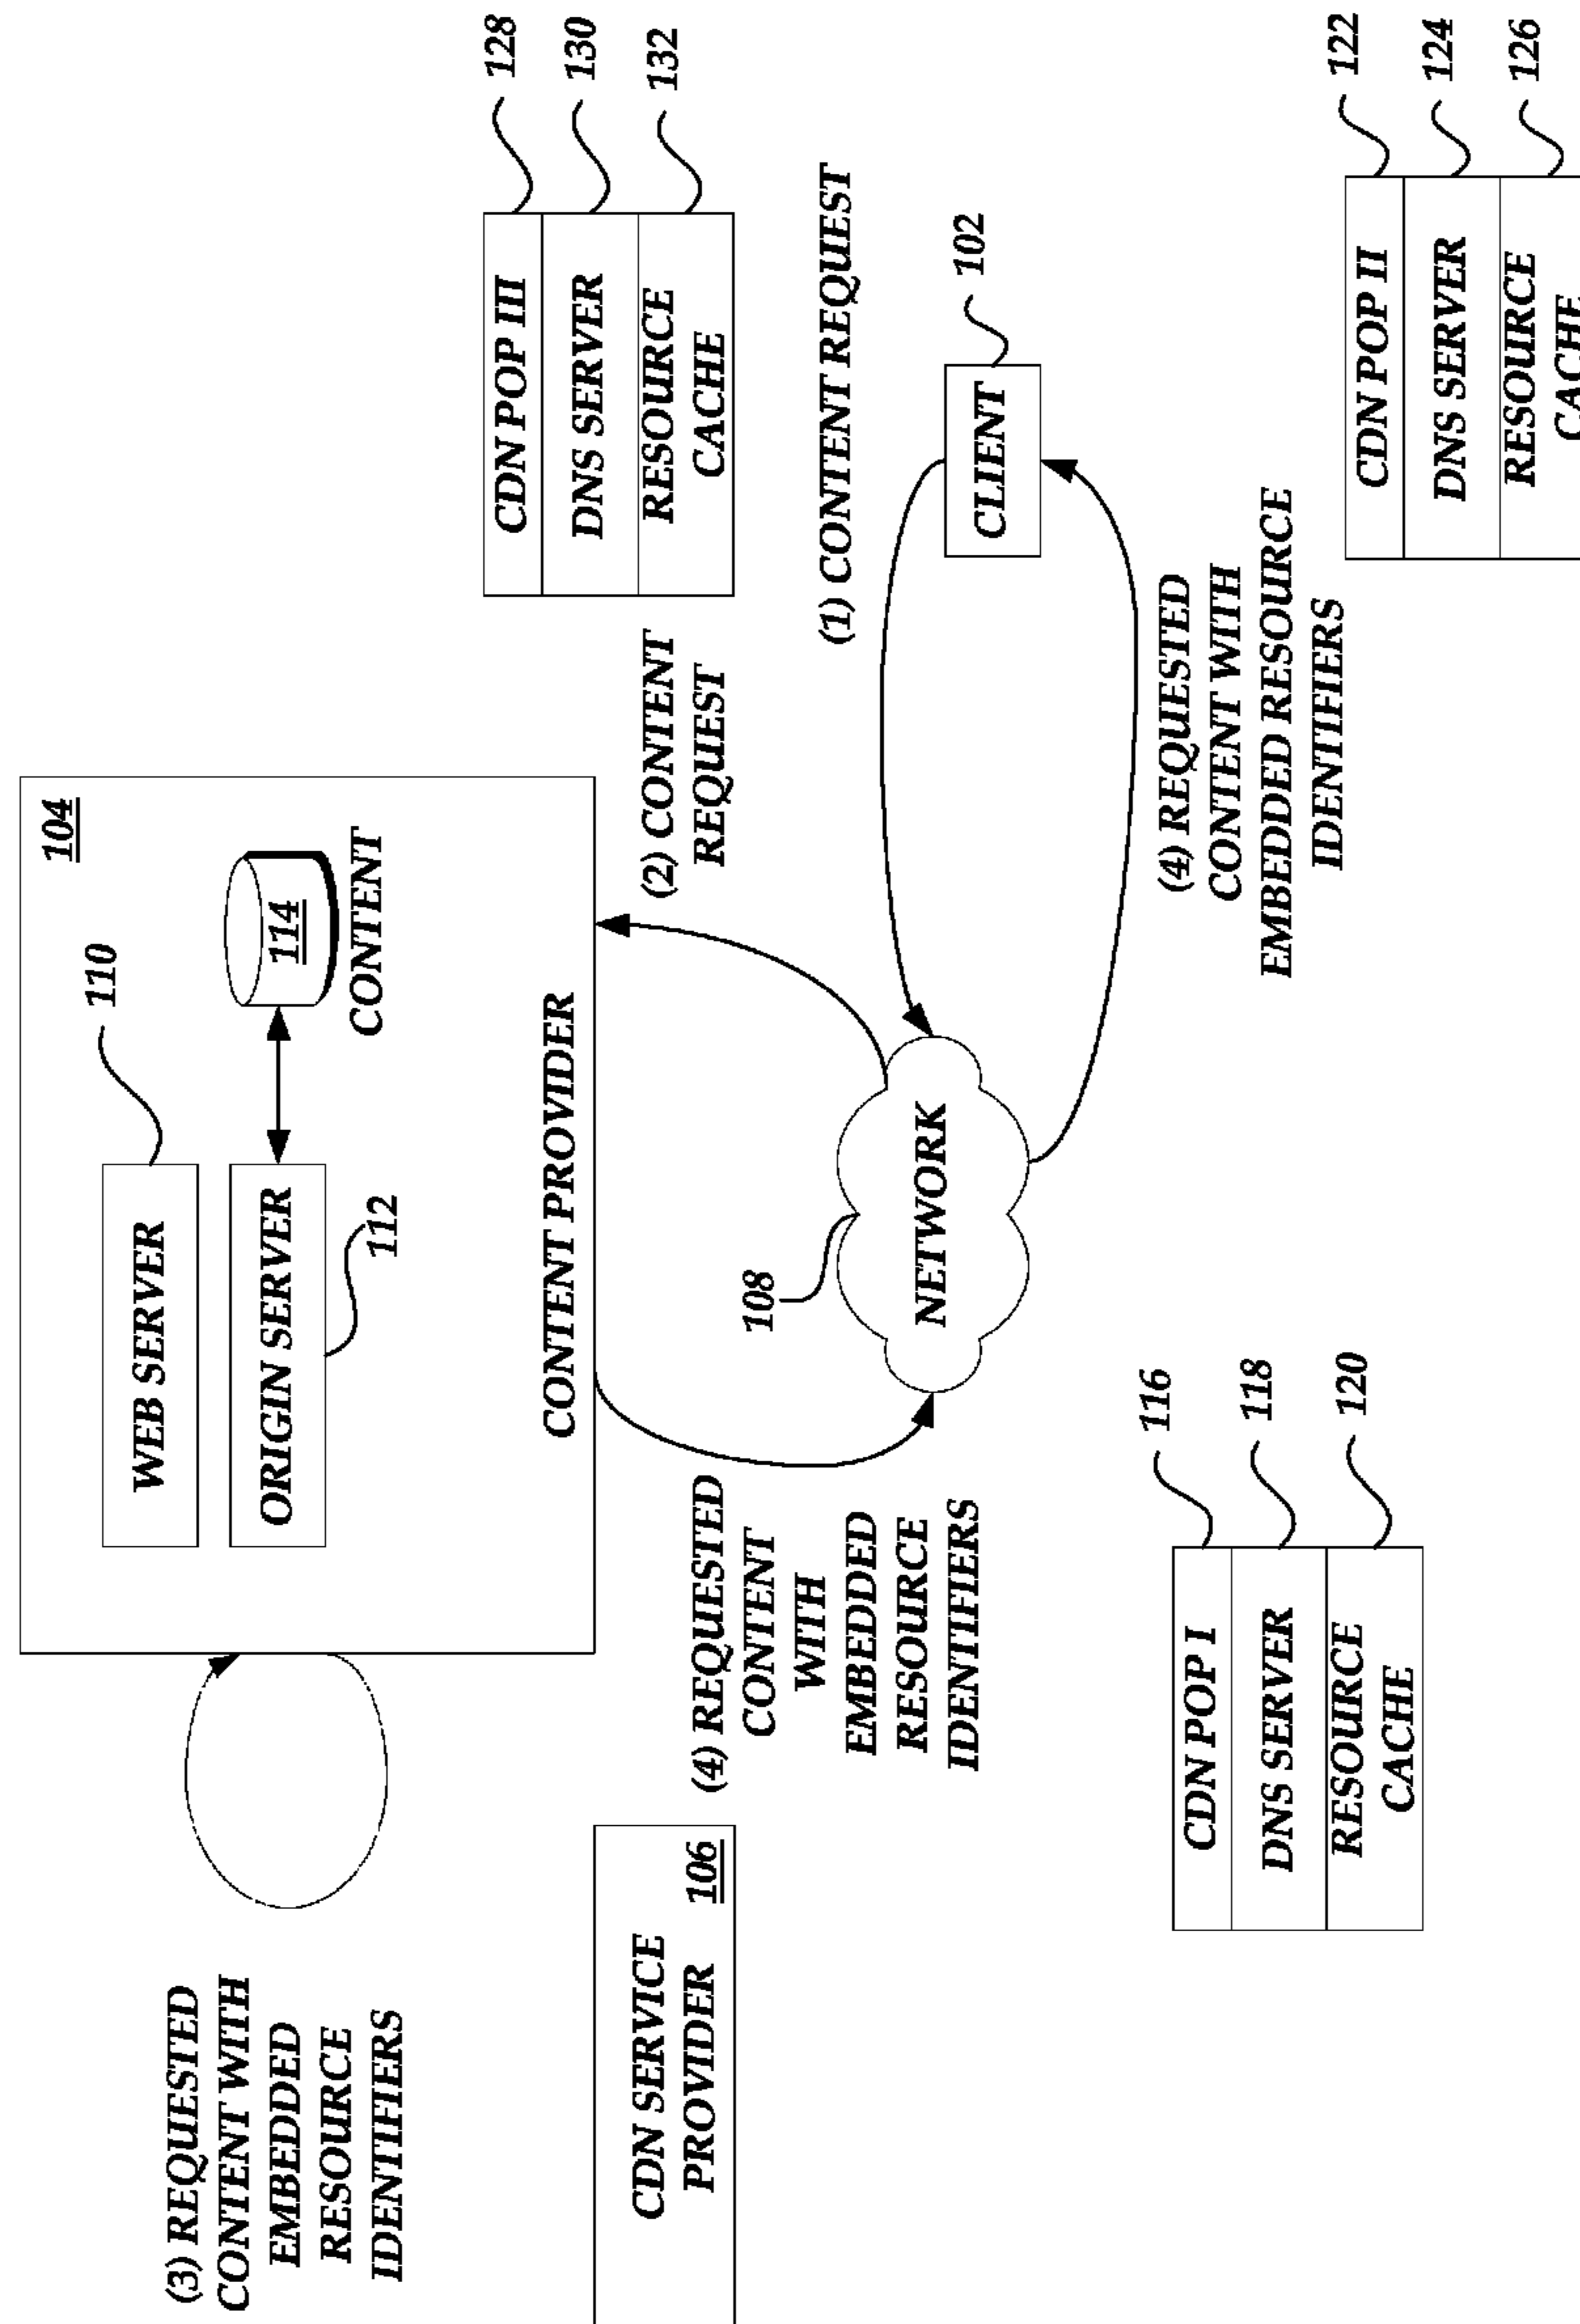 (3) REQUESTED
CONTENT WITH
EMBEDDED
RESOURCE
IDENTIFIERS
104
WEB SERVER
110
ORIGIN SERVER
112
114
CONTENT
CONTENT PROVIDER
CDN SERVICE
PROVIDER
106
(4) REQUESTED
CONTENT
WITH
EMBEDDED
RESOURCE
IDENTIFIERS
(2) CONTENT
REQUEST
CDN POP III
128
DNS SERVER
130
RESOURCE
CACHE
132
108
NETWORK
(1) CONTENT REQUEST
CLIENT
102
(4) REQUESTED
CONTENT WITH
EMBEDDED RESOURCE
IDENTIFIERS
CDN POP I
116
DNS SERVER
118
RESOURCE
CACHE
120
CDN POP II
122
DNS SERVER
124
RESOURCE
CACHE
126